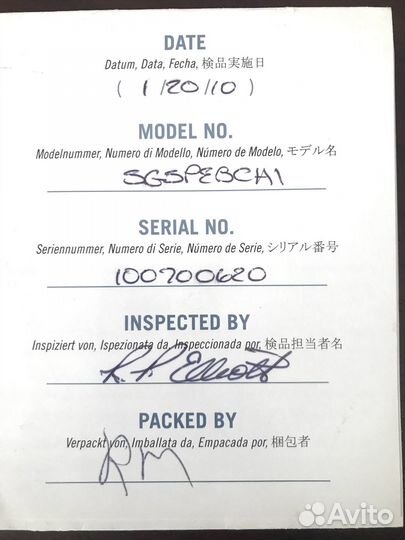 DATE
Datum, Data, Fecha, 検品実施日
( 1/20/10 )
MODEL NO.
Modelnummer, Numero di Modello, Número de Modelo, モデル名
SGSPEBCH1
SERIAL NO.
Seriennummer, Numero di Serie, Número de Serie, シリアル番号
100700620
INSPECTED BY
Inspiziert von, Ispezionata da, Inspeccionada por, 検品担当者名
R. P. Elliott
PACKED BY
Verpackt von, Imballata da, Empacada por, 梱包者
RM
Avito